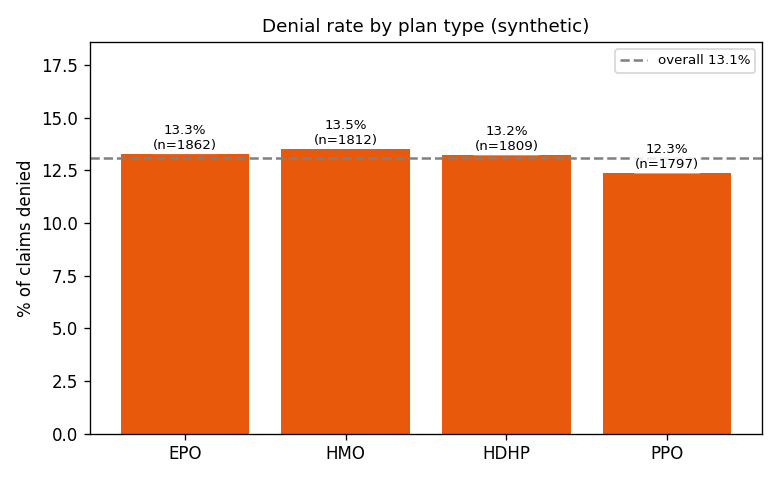 Denial rate by plan type (synthetic)
overall 13.1%
% of claims denied
17.5
15.0
12.5
10.0
7.5
5.0
2.5
0.0
13.3%
(n=1862)
13.5%
(n=1812)
13.2%
(n=1809)
12.3%
(n=1797)
EPO
HMO
HDHP
PPO